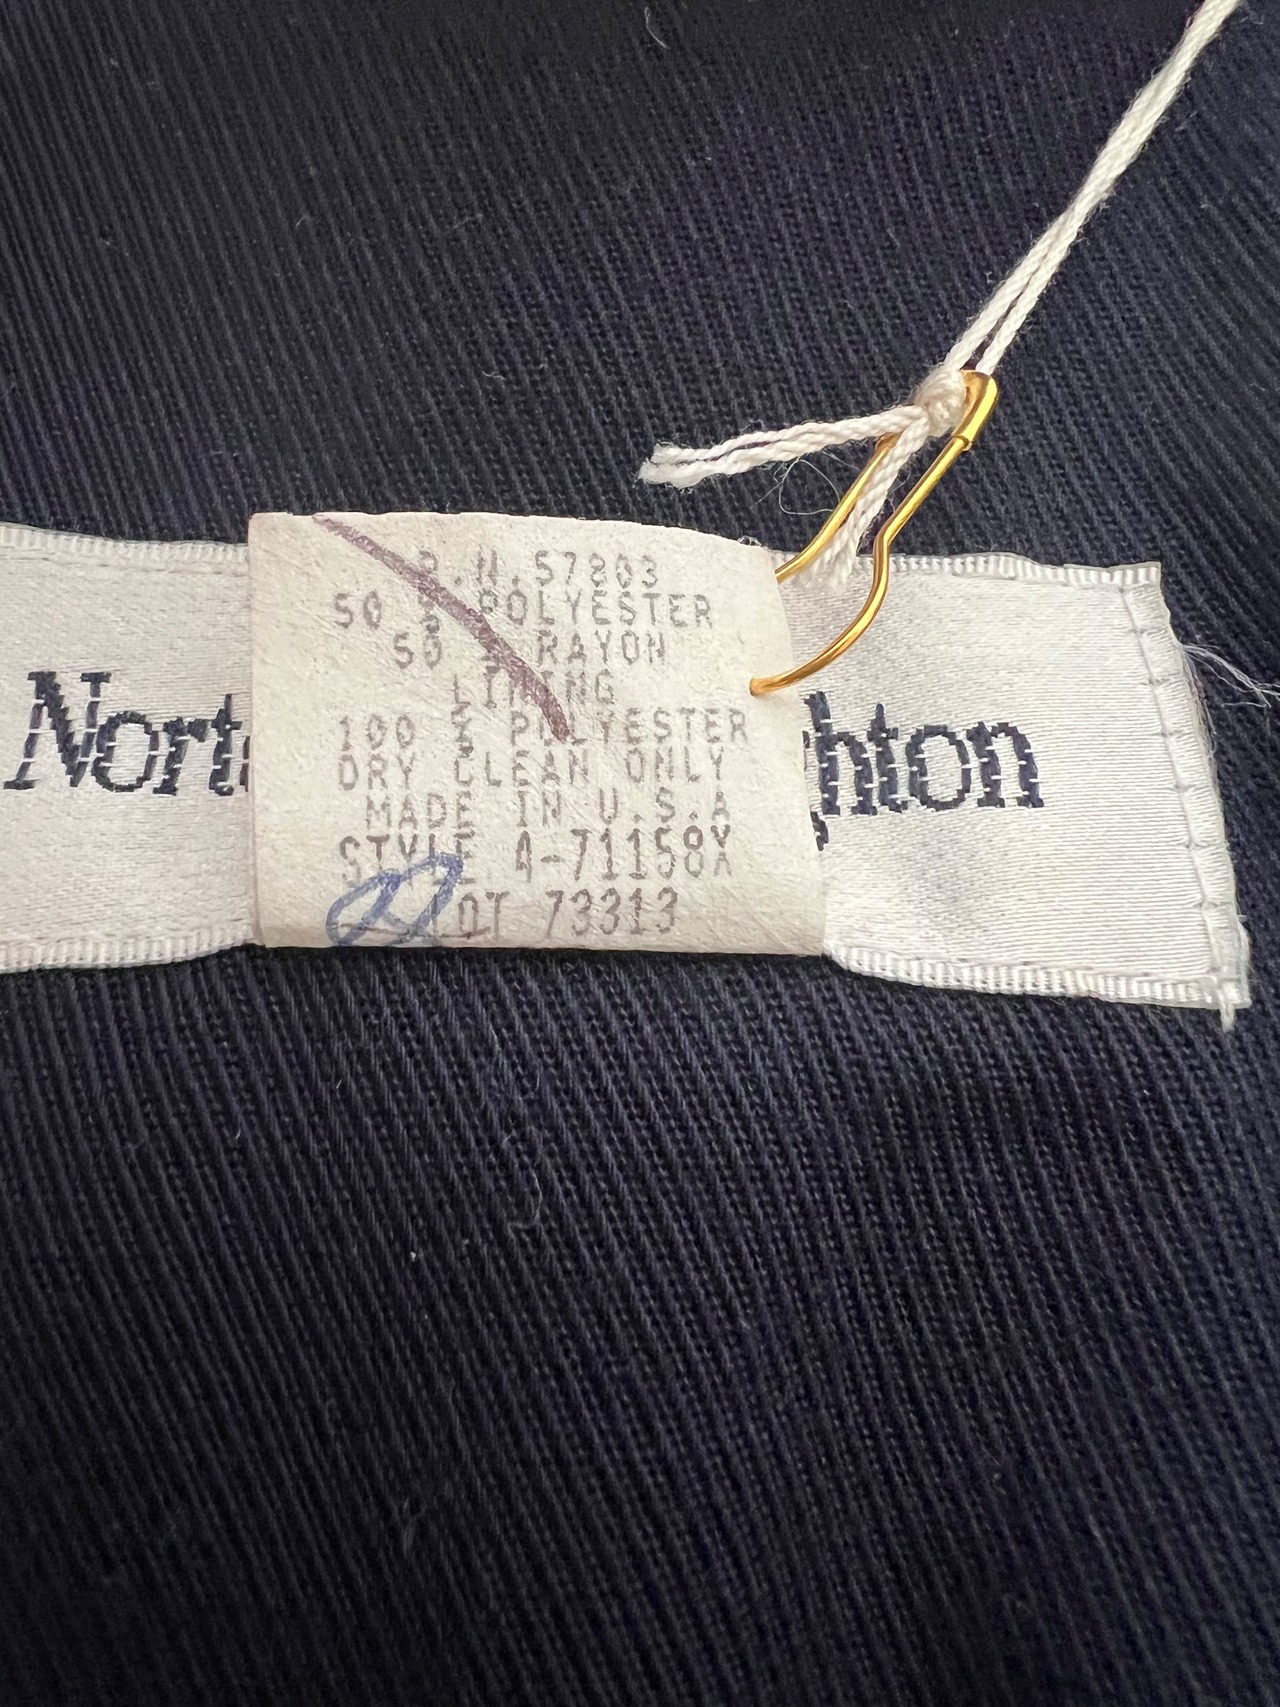 R.N. 57803
50 % POLYESTER
50 % RAYON
LINING
100 % POLYESTER
DRY CLEAN ONLY
MADE IN U.S.A
STYLE A-71158X
LOT 73313
Nort
ghton